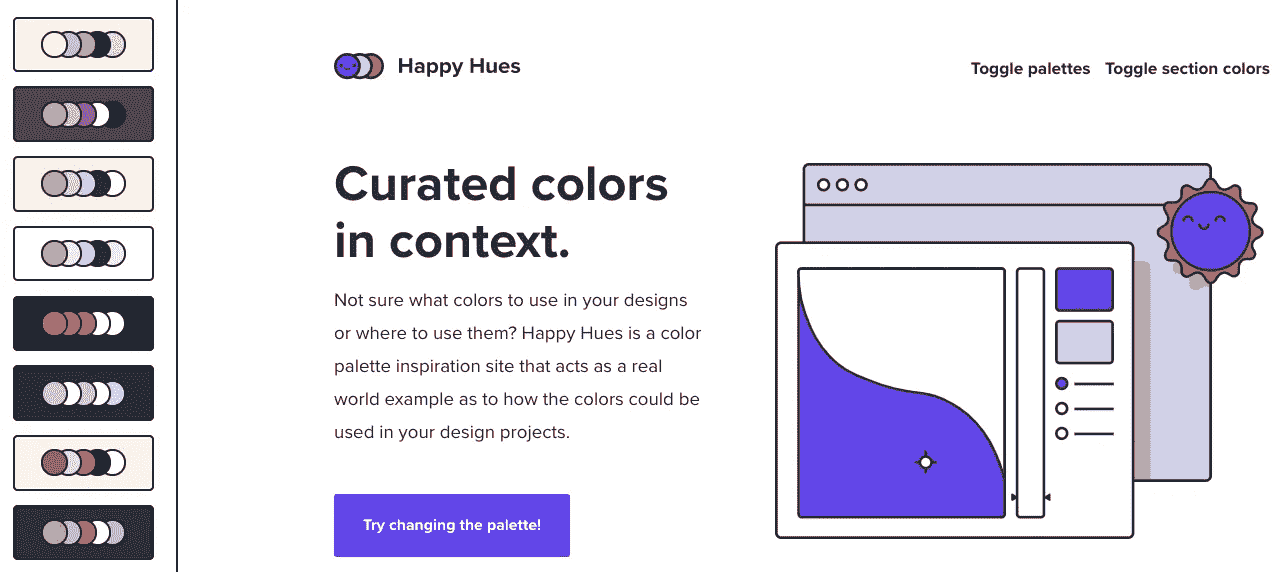 Happy Hues
Toggle palettes
Toggle section colors
Curated colors
in context.
Not sure what colors to use in your designs
or where to use them? Happy Hues is a color
palette inspiration site that acts as a real
world example as to how the colors could be
used in your design projects.
Try changing the palette!